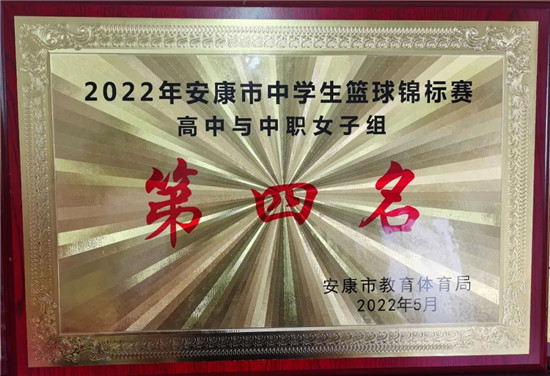 2022年安康市中学生篮球锦标赛
高中与中职女子组
第四名
安康市教育体育局
2022年5月